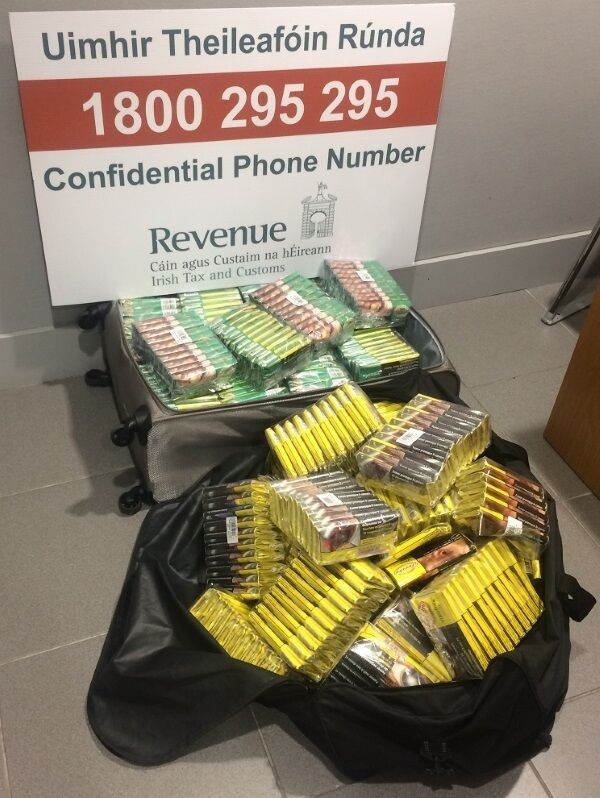 Uimhir Theileafóin Rúnda
1800 295 295
Confidential Phone Number
Revenue
Cáin agus Custaim na hÉireann
Irish Tax and Customs